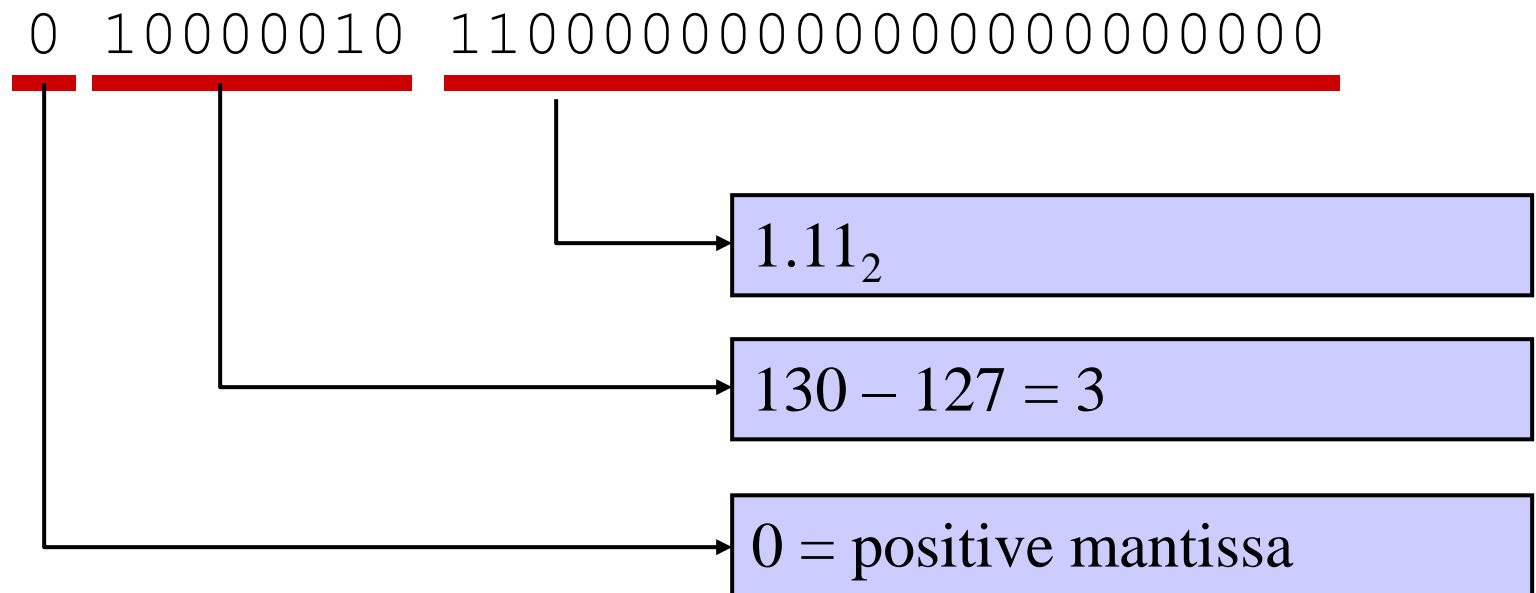 0 10000010 11000000000000000000000
1.11₂
130 – 127 = 3
0 = positive mantissa